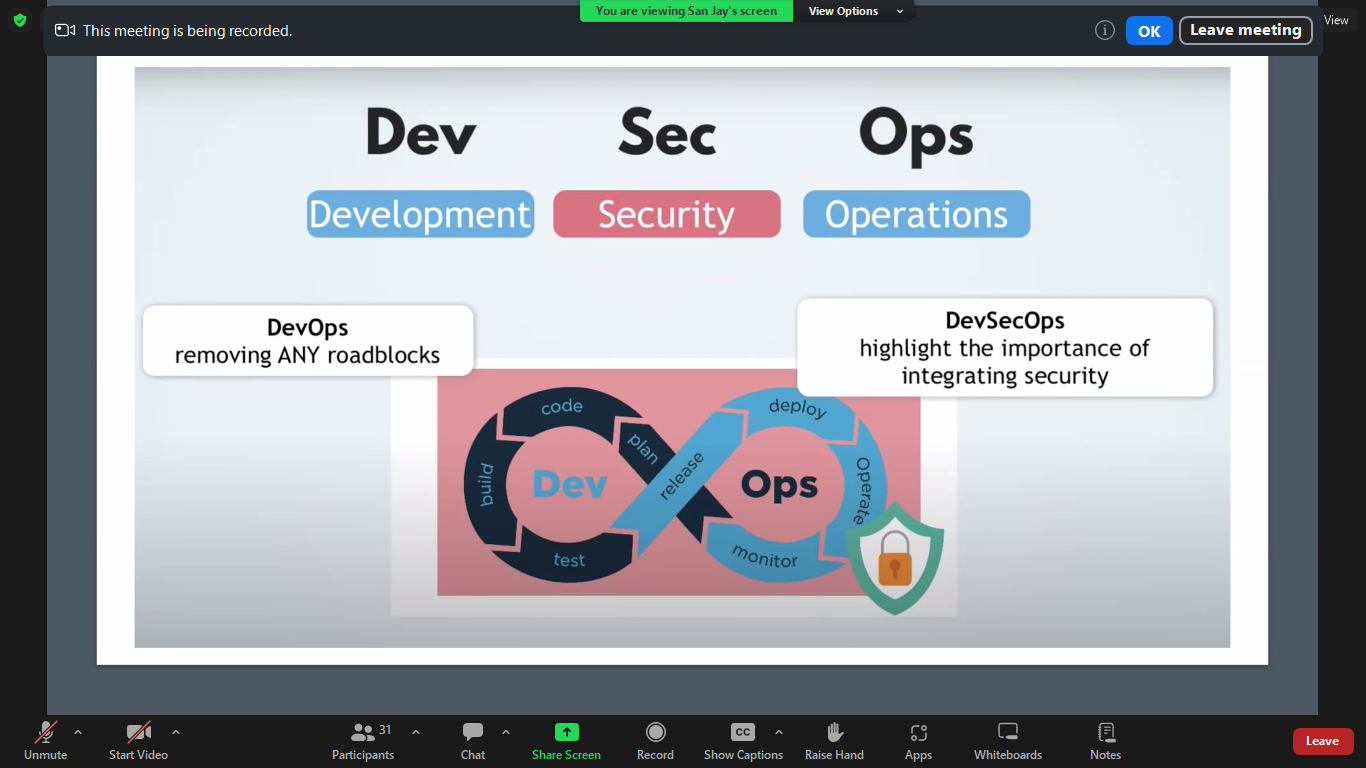 You are viewing San Jay's screen
View Options
View
This meeting is being recorded.
OK
Leave meeting
Dev Sec Ops
Development Security Operations
DevOps
removing ANY roadblocks
DevSecOps
highlight the importance of
integrating security
code
plan
build
Dev
test
release
deploy
Ops
Operate
monitor
Unmute
Start Video
Participants
31
Chat
Share Screen
Record
CC
Show Captions
Raise Hand
Apps
Whiteboards
Notes
Leave